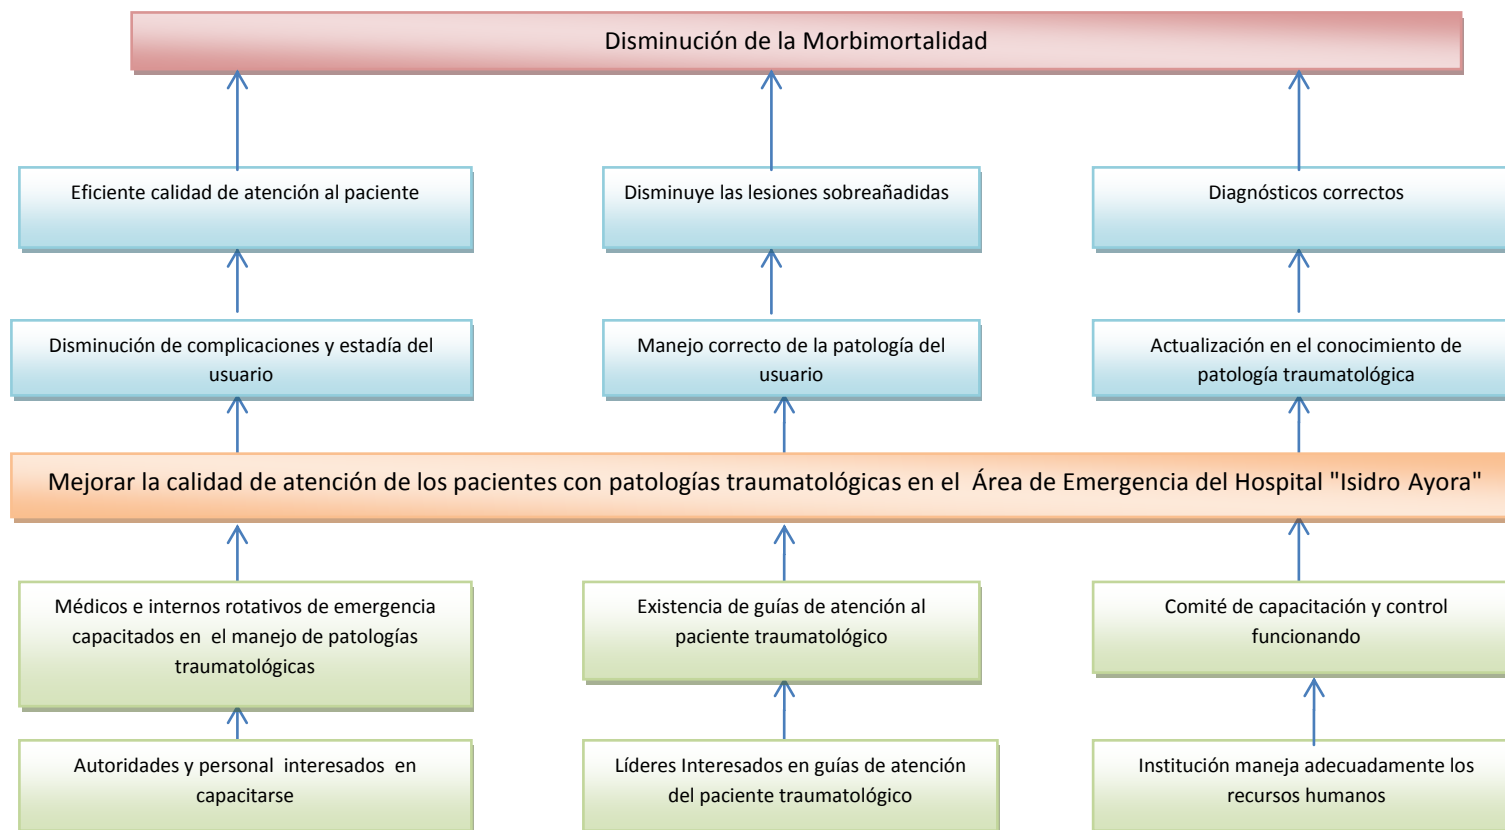 Disminución de la Morbimortalidad
Eficiente calidad de atención al paciente
Disminuye las lesiones sobreañadidas
Diagnósticos correctos
Disminución de complicaciones y estadía del
usuario
Manejo correcto de la patología del
usuario
Actualización en el conocimiento de
patología traumatológica
Mejorar la calidad de atención de los pacientes con patologías traumatológicas en el Área de Emergencia del Hospital "Isidro Ayora"
Médicos e internos rotativos de emergencia
capacitados en el manejo de patologías
traumatológicas
Existencia de guías de atención al
paciente traumatológico
Comité de capacitación y control
funcionando
Autoridades y personal interesados en
capacitarse
Líderes Interesados en guías de atención
del paciente traumatológico
Institución maneja adecuadamente los
recursos humanos